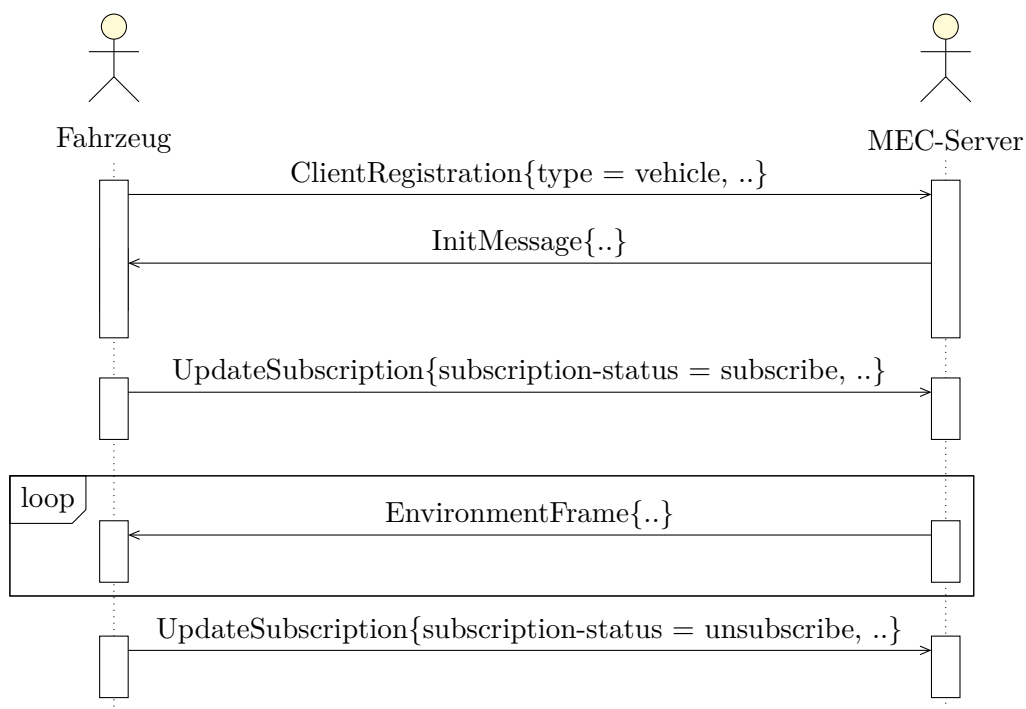 Fahrzeug
MEC-Server
ClientRegistration{type = vehicle, ..}
InitMessage{..}
UpdateSubscription{subscription-status = subscribe, ..}
loop
EnvironmentFrame{..}
UpdateSubscription{subscription-status = unsubscribe, ..}